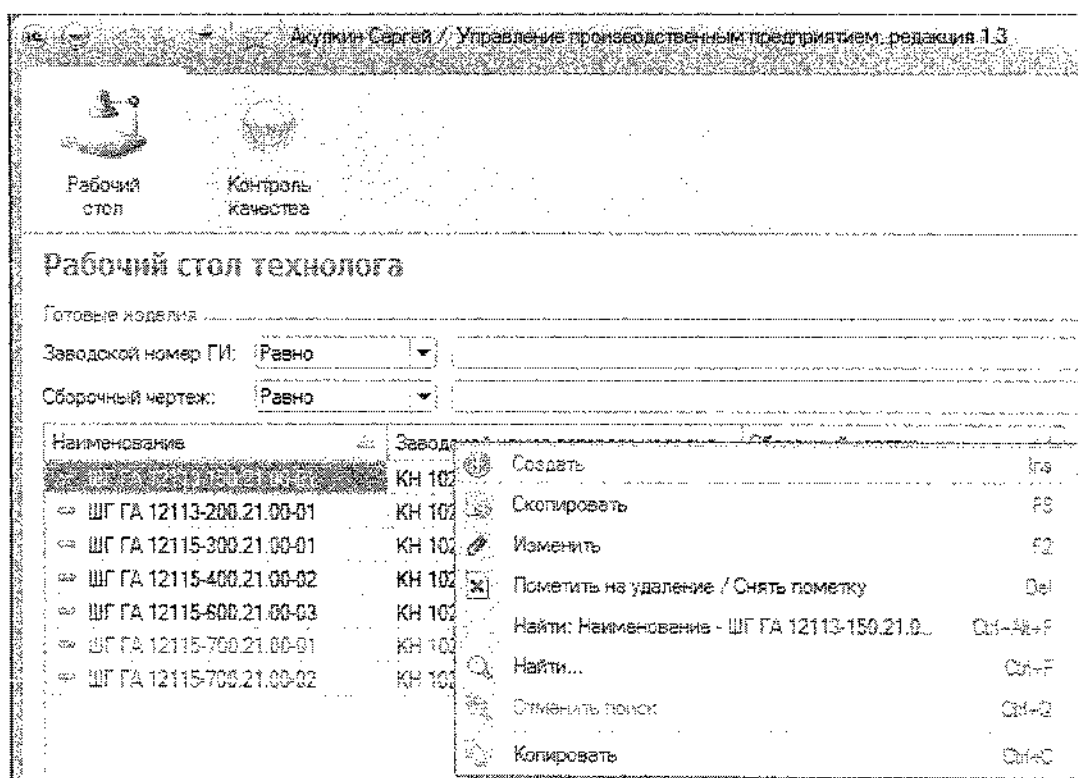 Акулкин Сергей / Управление производственным предприятием, редакция 1.3
Рабочий стол
Контроль качества
Рабочий стол технолога
Готовые изделия
Заводской номер ГИ: Равно
Сборочный чертеж: Равно
Наименование
ШГ ГА 12113-200.21.00-01 КН 102
ШГ ГА 12115-300.21.00-01 КН 102
ШГ ГА 12115-400.21.00-02 КН 102
ШГ ГА 12115-600.21.00-03 КН 102
ШГ ГА 12115-700.21.00-01 КН 102
ШГ ГА 12115-700.21.00-02 КН 102
Создать Ins
Скопировать
Изменить F2
Пометить на удаление / Снять пометку Del
Найти: Наименование - ШГ ГА 12113-150.21.0... Ctrl+Alt+F
Найти... Ctrl+F
Отменить поиск Ctrl+Q
Копировать Ctrl+C